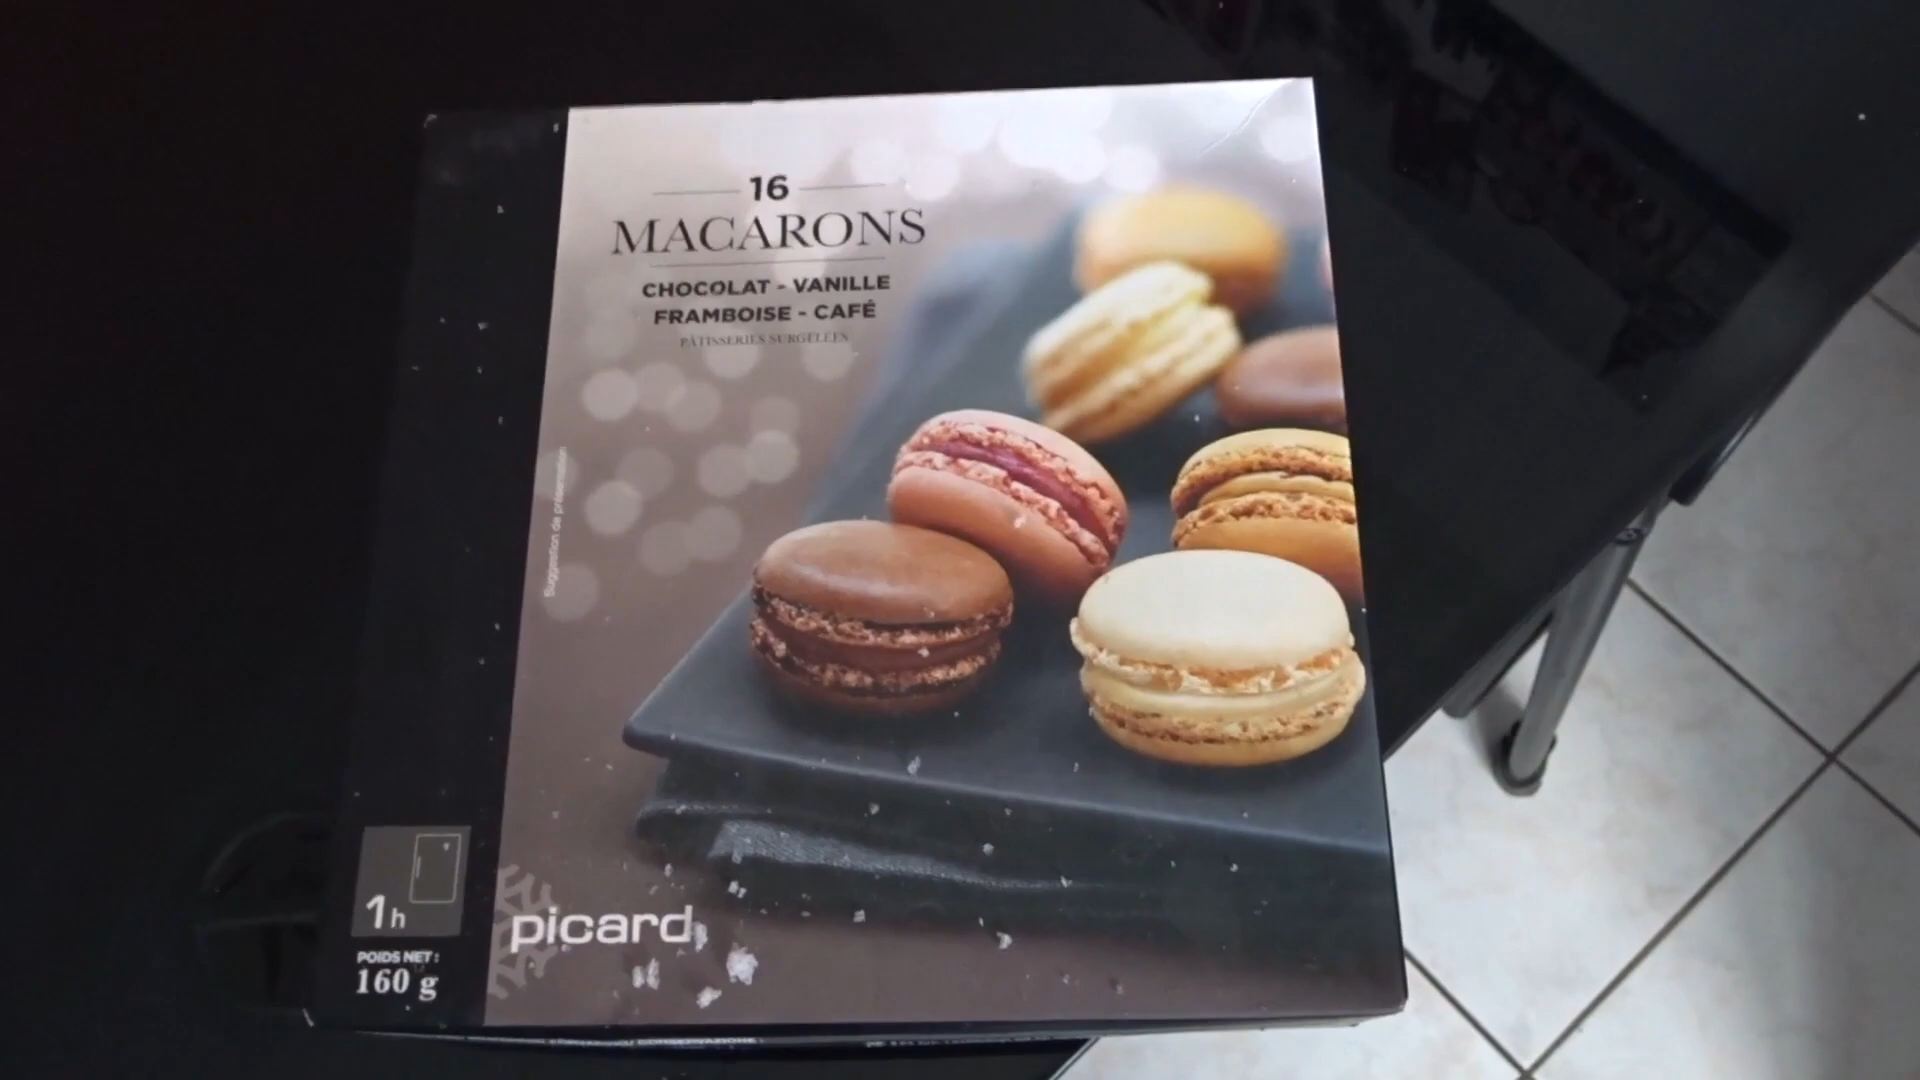 16
MACARONS
CHOCOLAT - VANILLE
FRAMBOISE - CAFÉ
PÂTISSERIES SURGELÉES
Suggestion de présentation
1h
POIDS NET :
160 g
picard